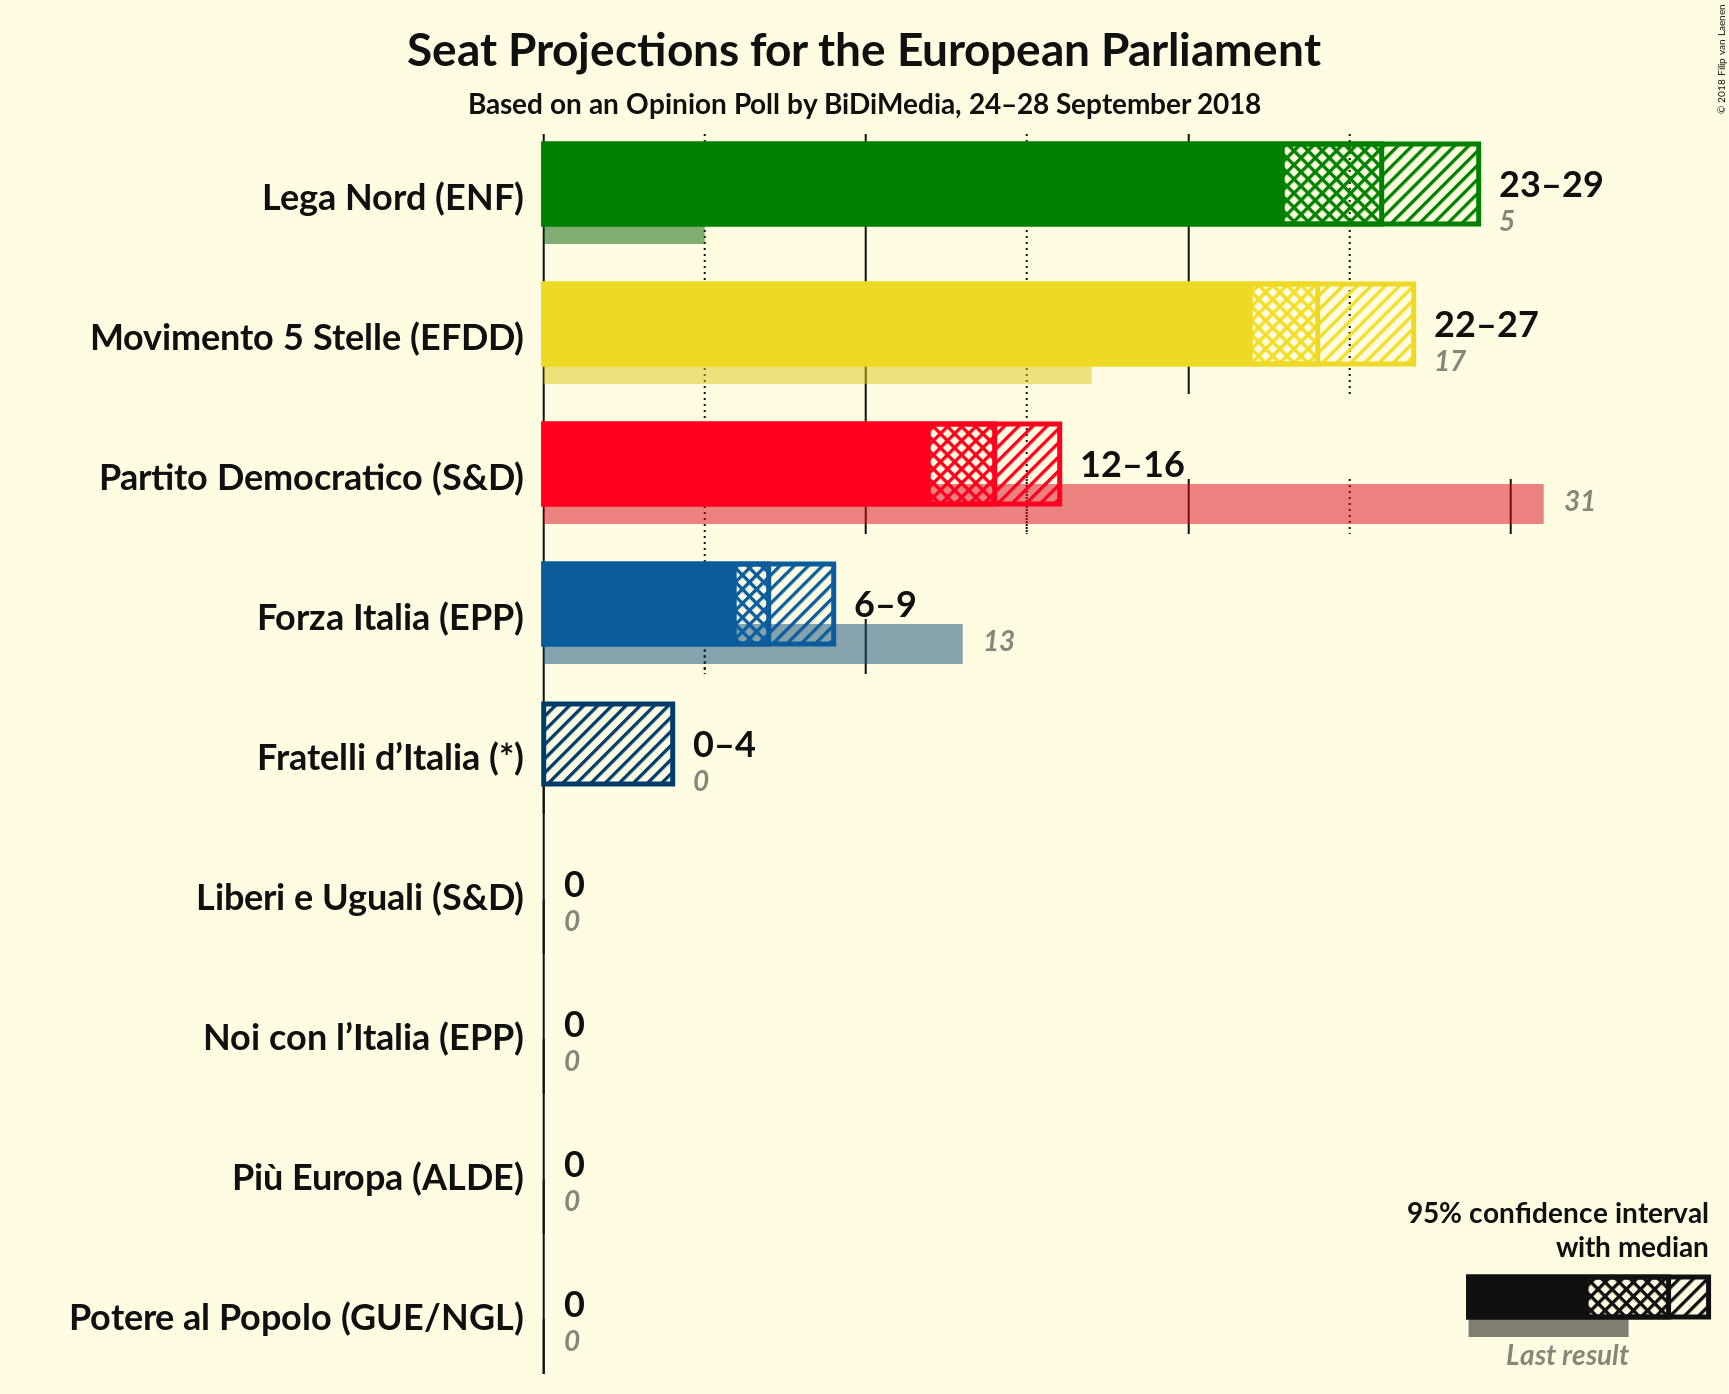 Seat Projections for the European Parliament
Based on an Opinion Poll by BiDiMedia, 24–28 September 2018
© 2018 Filip van Laenen
Lega Nord (ENF)
23–29
5
Movimento 5 Stelle (EFDD)
22–27
17
Partito Democratico (S&D)
12–16
31
Forza Italia (EPP)
6–9
13
Fratelli d’Italia (*)
0–4
0
Liberi e Uguali (S&D)
0
0
Noi con l’Italia (EPP)
0
0
Più Europa (ALDE)
0
0
Potere al Popolo (GUE/NGL)
0
0
95% confidence interval
with median
Last result